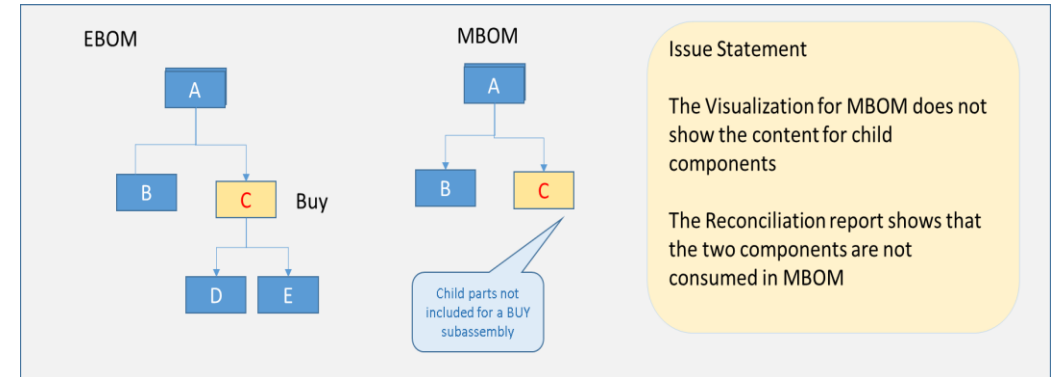 EBOM
A
B
C
Buy
D
E
MBOM
A
B
C
Child parts not
included for a BUY
subassembly
Issue Statement
The Visualization for MBOM does not
show the content for child
components
The Reconciliation report shows that
the two components are not
consumed in MBOM